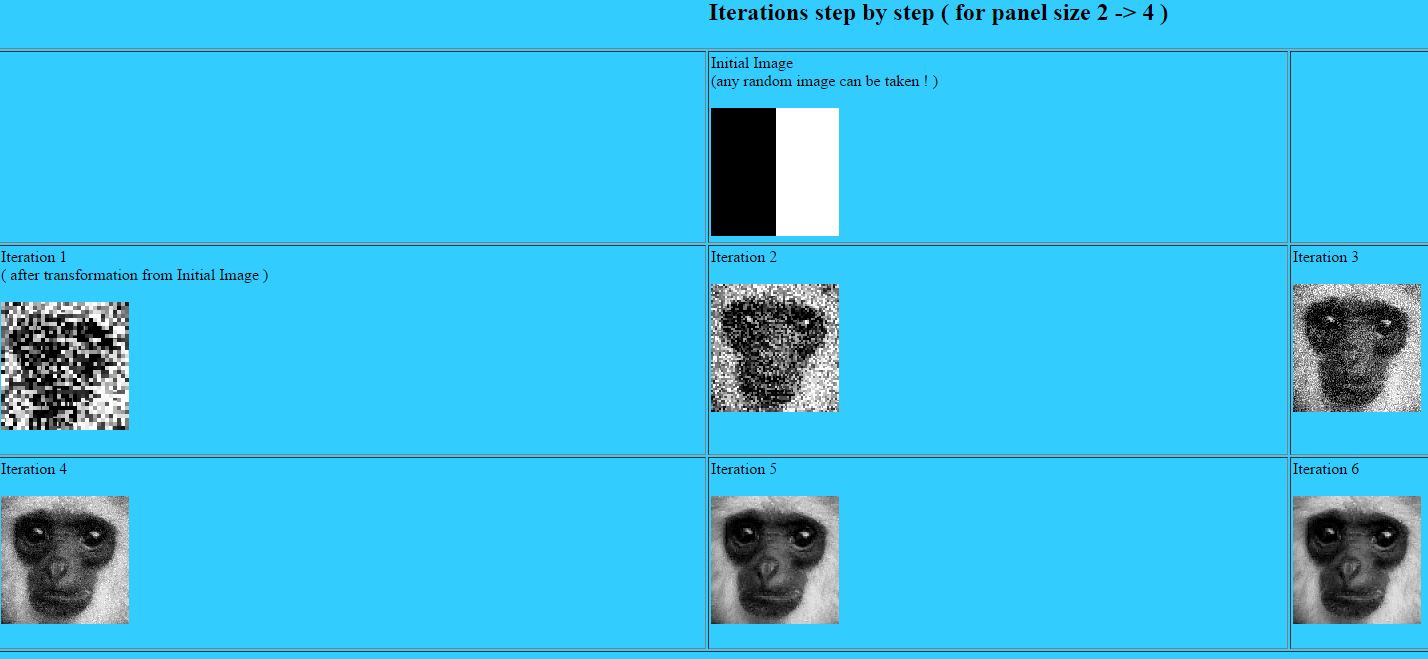 Iterations step by step ( for panel size 2 -> 4 )
Initial Image
(any random image can be taken ! )
Iteration 1
( after transformation from Initial Image )
Iteration 2
Iteration 3
Iteration 4
Iteration 5
Iteration 6